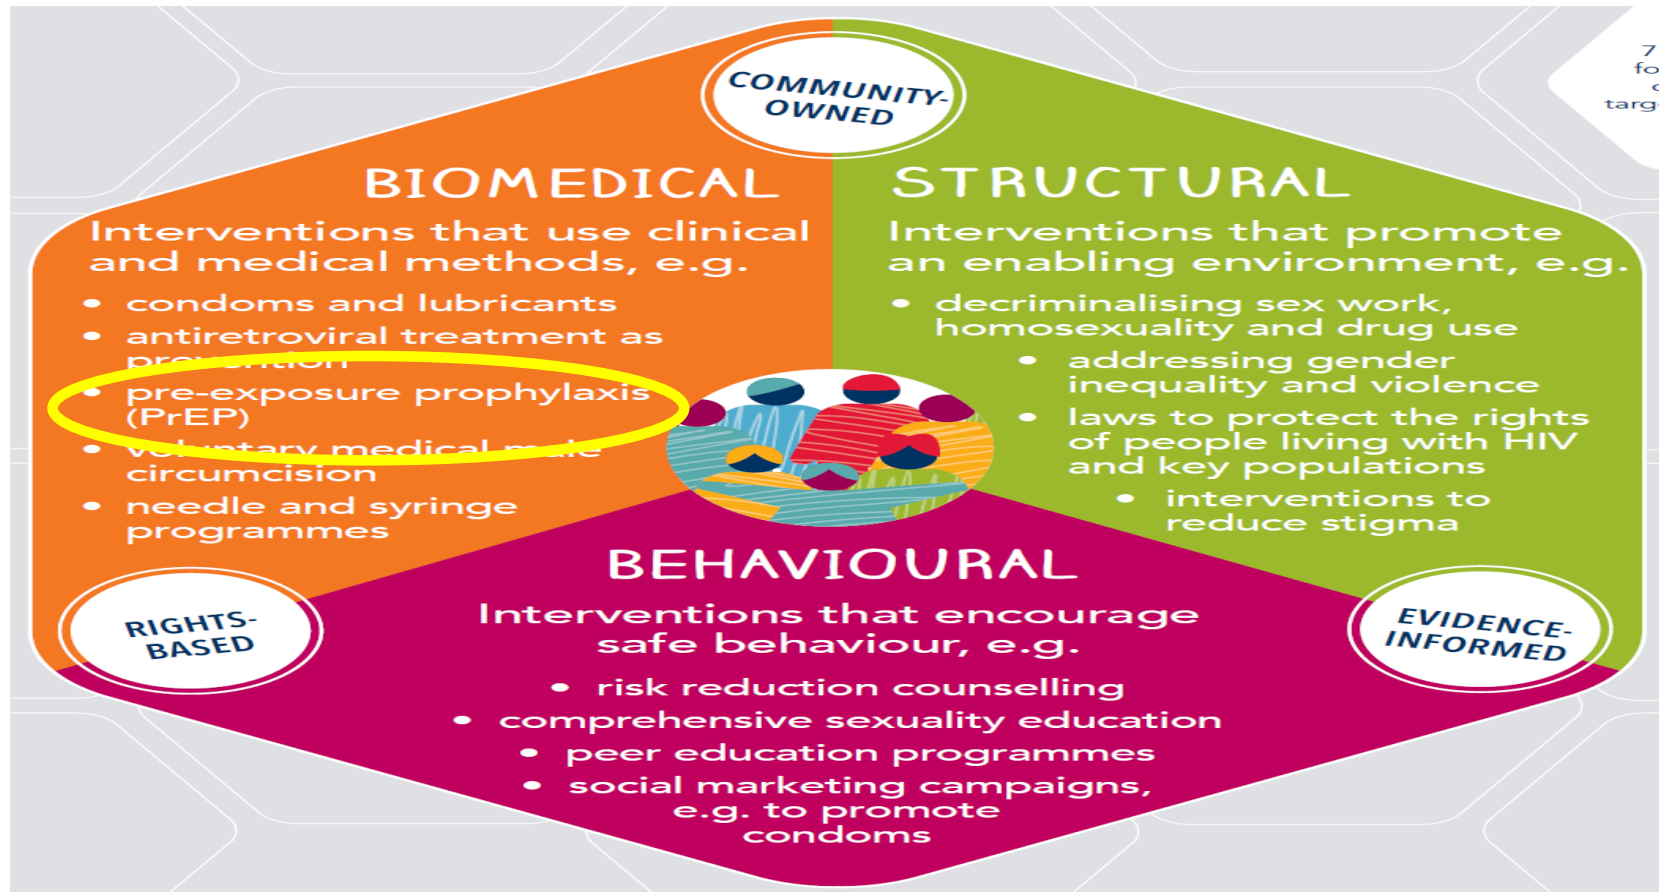 COMMUNITY-
OWNED
BIOMEDICAL
Interventions that use clinical
and medical methods, e.g.
• condoms and lubricants
• antiretroviral treatment as
prevention
• pre-exposure prophylaxis
(PrEP)
• voluntary medical male
circumcision
• needle and syringe
programmes
STRUCTURAL
Interventions that promote
an enabling environment, e.g.
• decriminalising sex work,
homosexuality and drug use
• addressing gender
inequality and violence
• laws to protect the rights
of people living with HIV
and key populations
• interventions to
reduce stigma
BEHAVIOURAL
Interventions that encourage
safe behaviour, e.g.
• risk reduction counselling
• comprehensive sexuality education
• peer education programmes
• social marketing campaigns,
e.g. to promote
condoms
RIGHTS-
BASED
EVIDENCE-
INFORMED
7